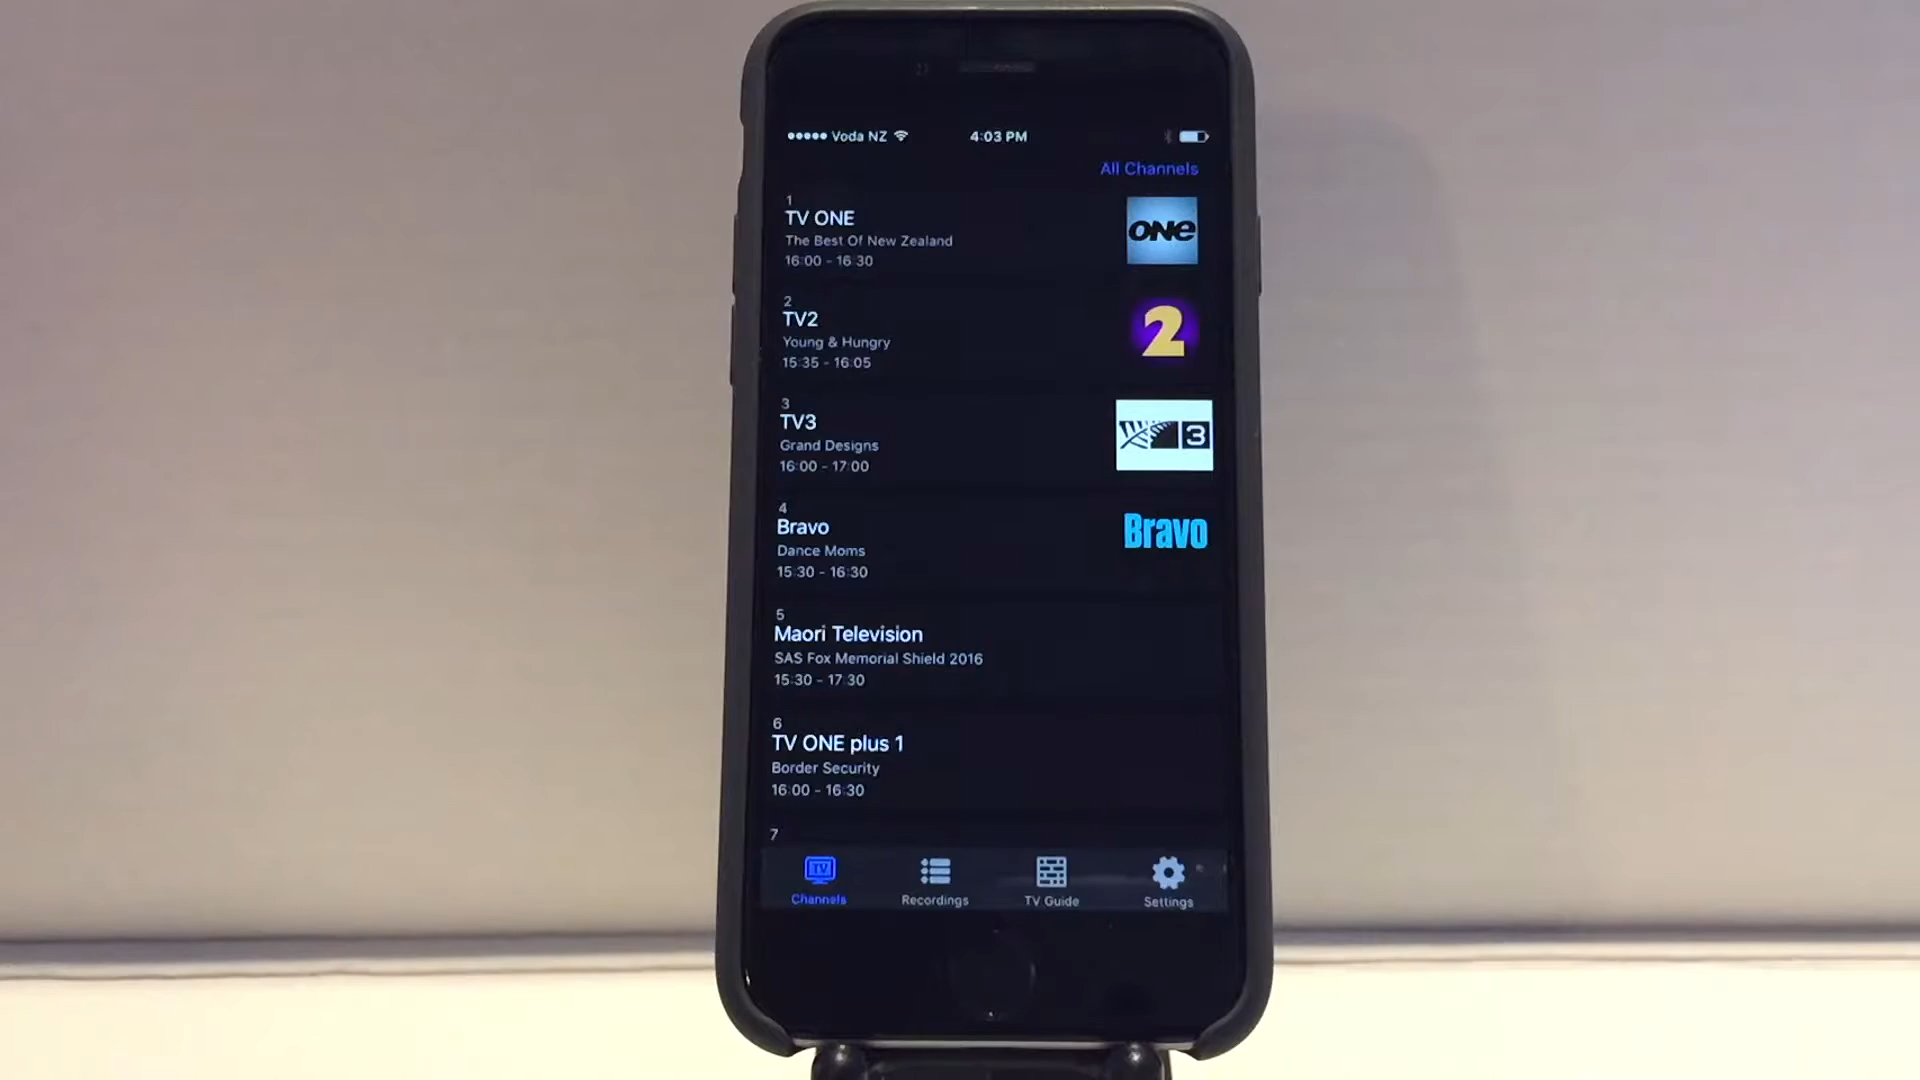 Voda NZ 4:03 PM
All Channels
1
TV ONE
The Best Of New Zealand
16:00 - 16:30
ONE
2
TV2
Young & Hungry
15:35 - 16:05
2
3
TV3
Grand Designs
16:00 - 17:00
3
4
Bravo
Dance Moms
15:30 - 16:30
Bravo
5
Maori Television
SAS Fox Memorial Shield 2016
15:30 - 17:30
6
TV ONE plus 1
Border Security
16:00 - 16:30
7
TV
Channels Recordings TV Guide Settings